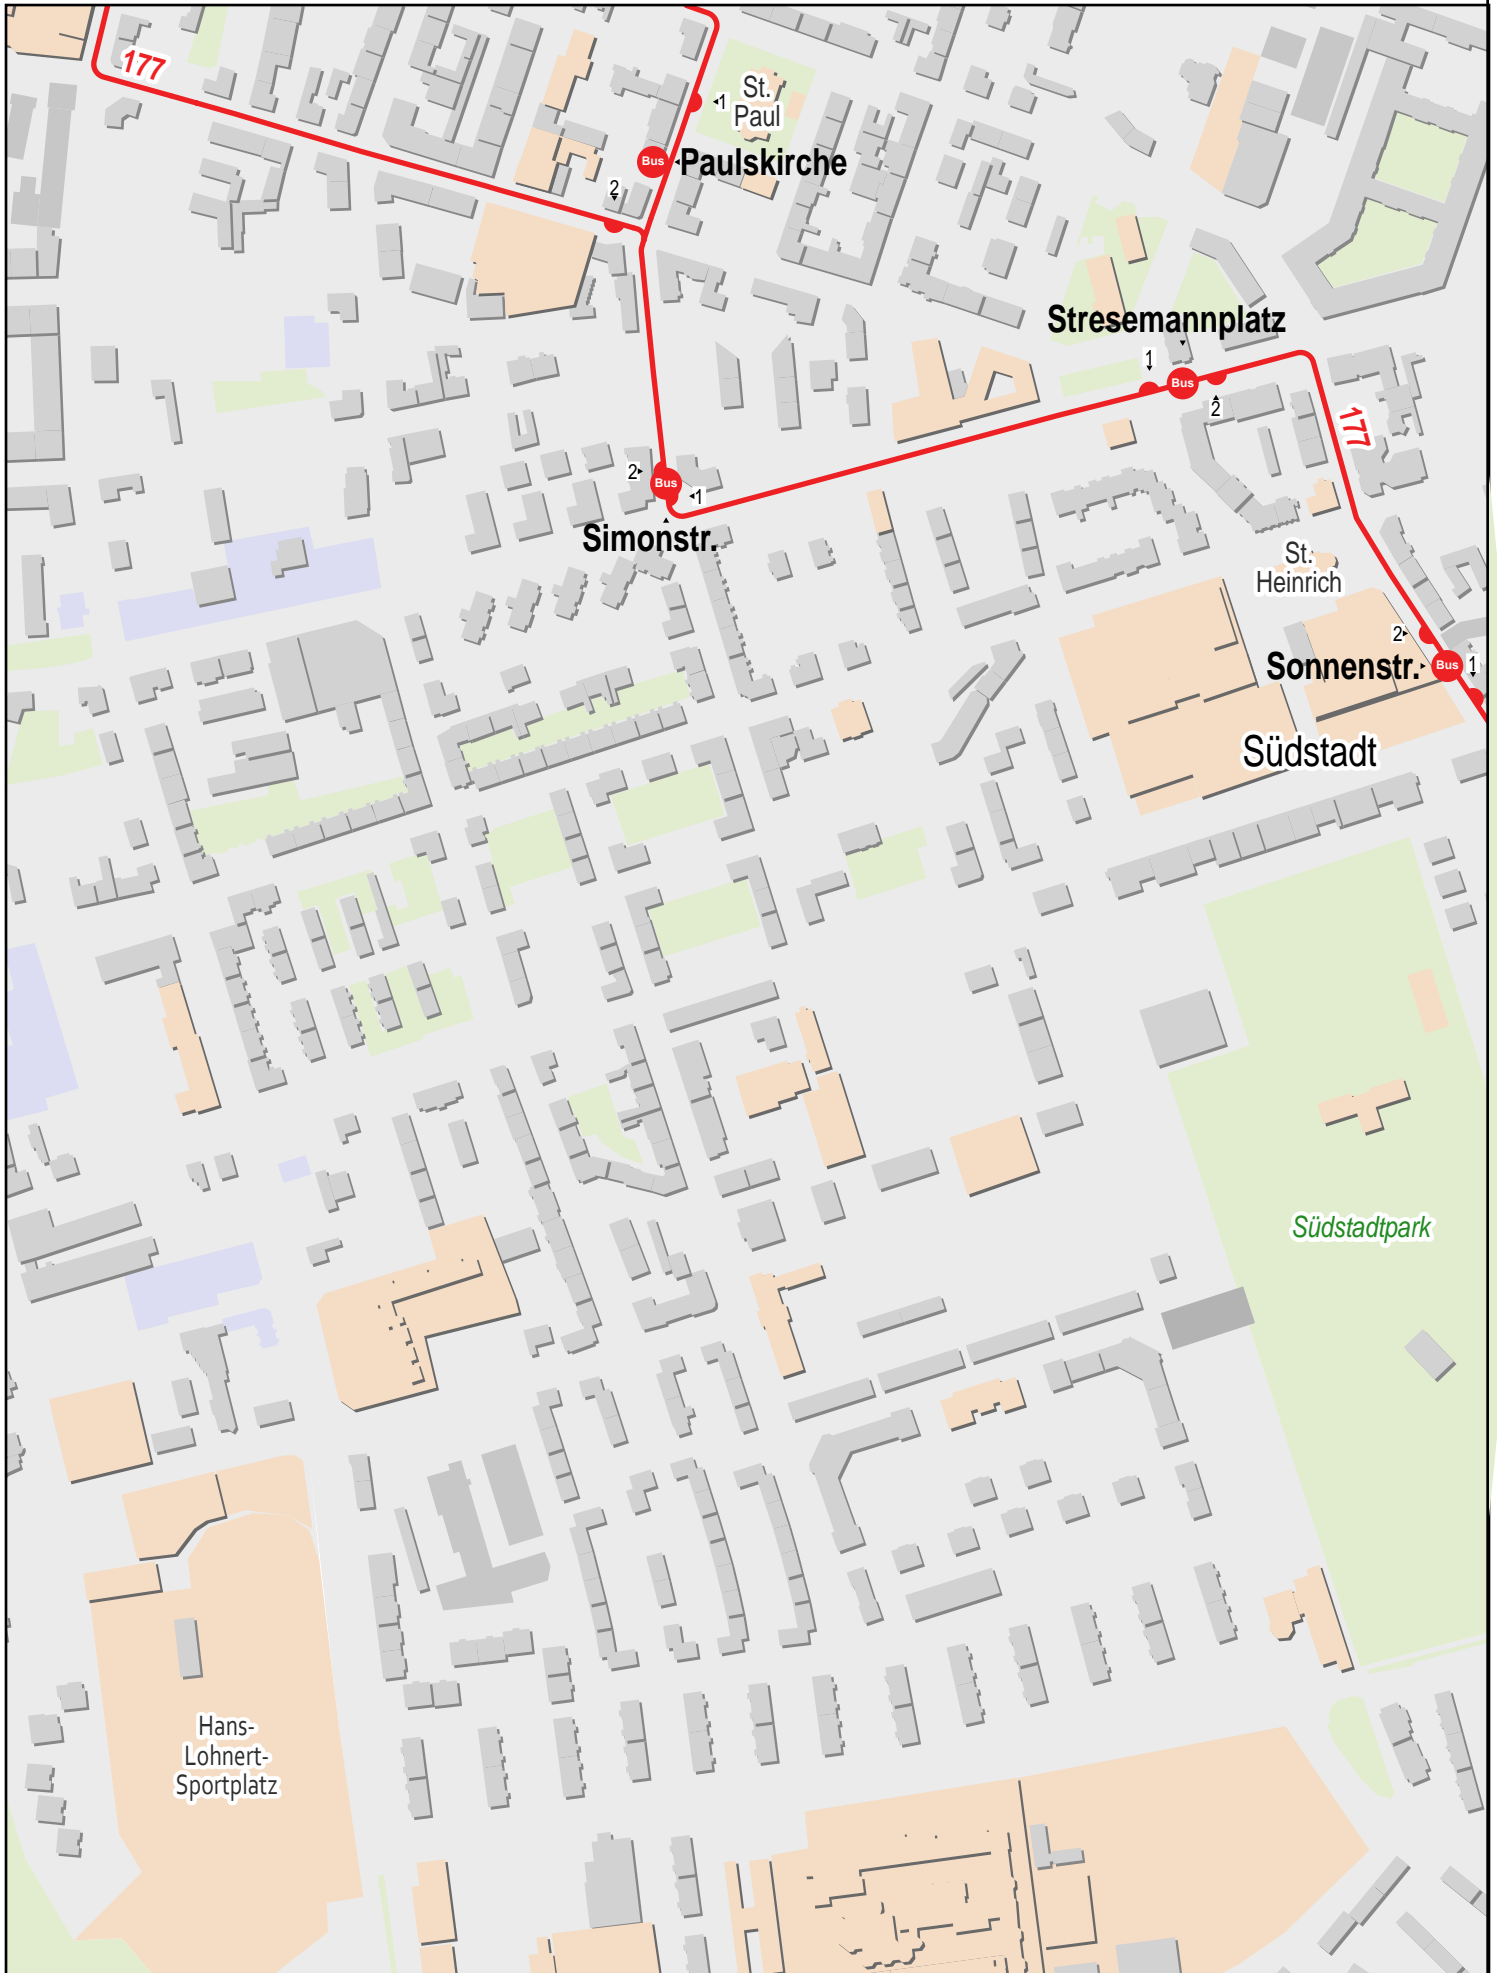 177
St.
Paul
1
Bus
Paulskirche
2
Stresemannplatz
1
Bus
2
177
2
Bus
1
Simonstr.
St.
Heinrich
2
Sonnenstr.
Bus
1
Südstadt
Südstadtpark
Hans-
Lohnert-
Sportplatz